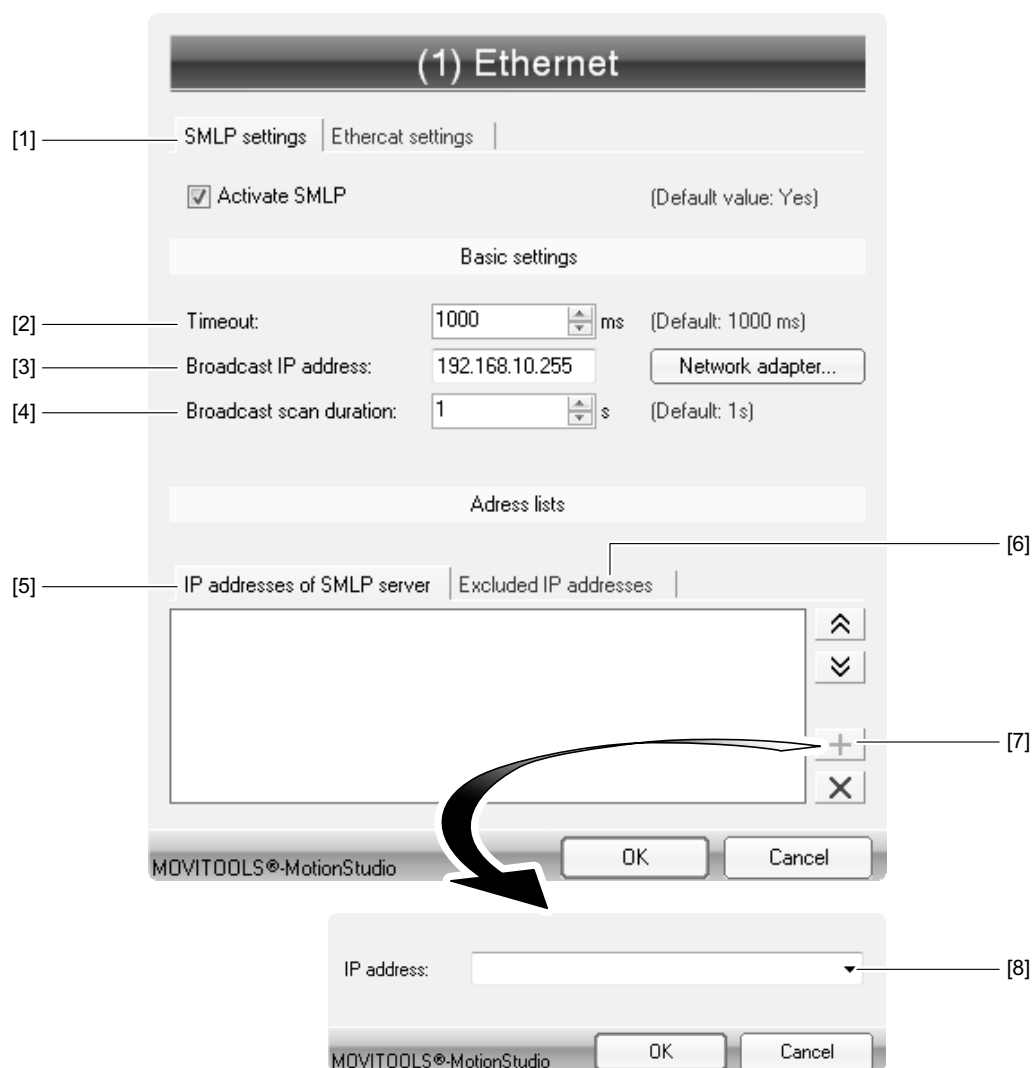 (1) Ethernet
[1] SMLP settings Ethercat settings
Activate SMLP (Default value: Yes)
Basic settings
[2] Timeout: 1000 ms (Default: 1000 ms)
[3] Broadcast IP address: 192.168.10.255 Network adapter...
[4] Broadcast scan duration: 1 s (Default: 1s)
Adress lists
[6]
[5] IP addresses of SMLP server Excluded IP addresses
[7]
MOVITOOLS®-MotionStudio OK Cancel
IP address: [8]
MOVITOOLS®-MotionStudio OK Cancel